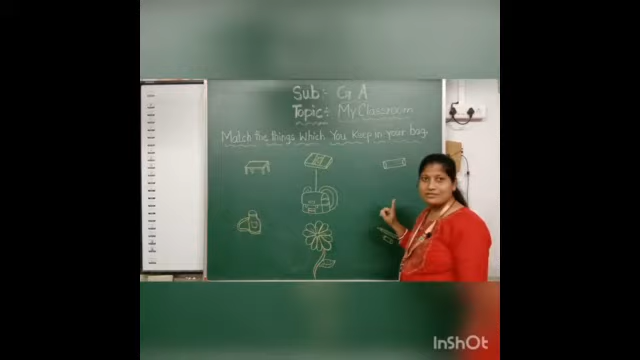 Sub:- G A
Topic:- My Classroom
Match the things which You keep in your bag.
InShOt